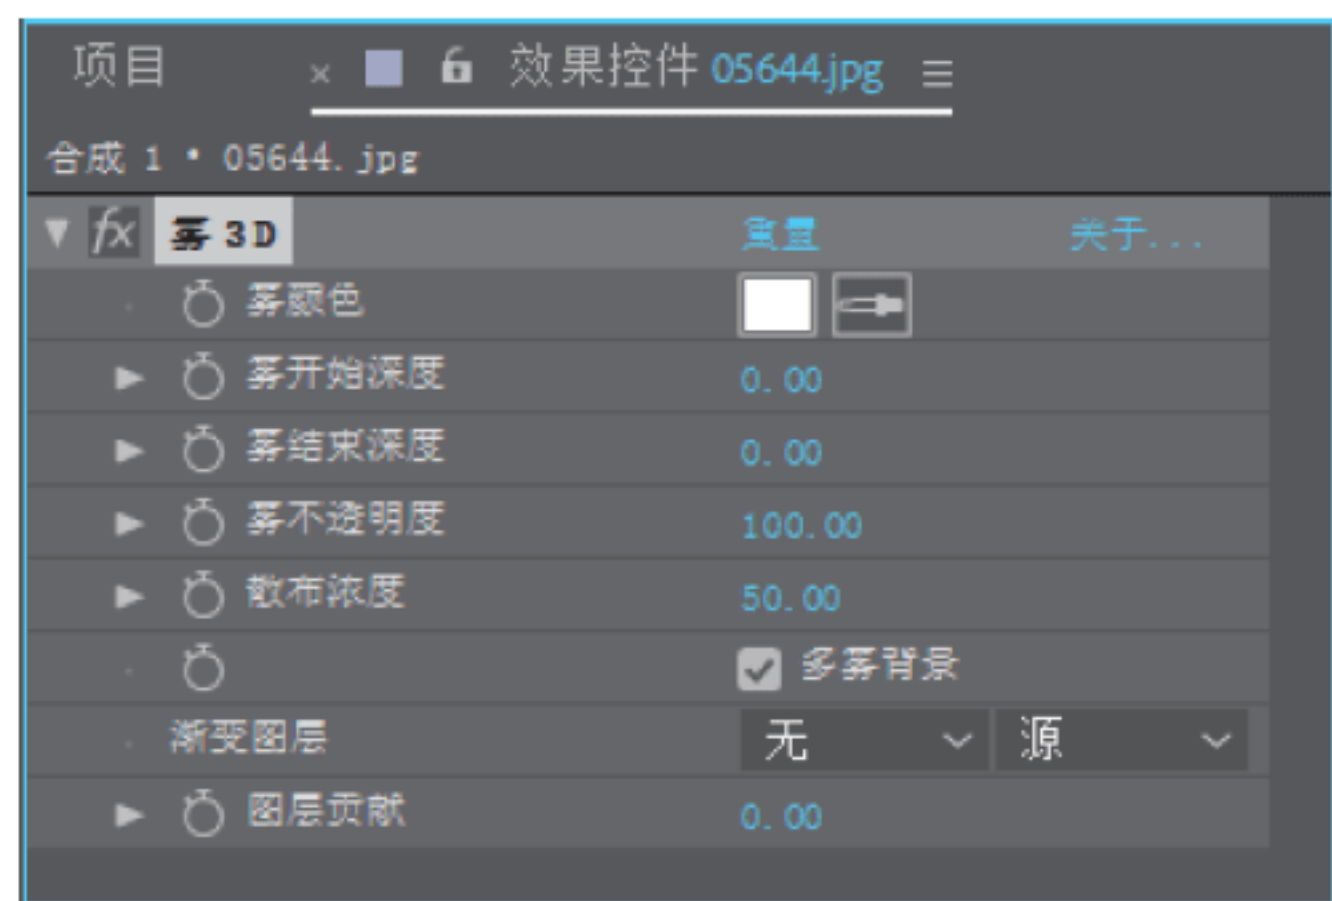 项目 × 效果控件 05644.jpg ≡
合成 1 • 05644.jpg
fx 雾 3D 重置 关于...
雾颜色
雾开始深度 0.00
雾结束深度 0.00
雾不透明度 100.00
散布浓度 50.00
多雾背景
渐变图层 无 源
图层贡献 0.00